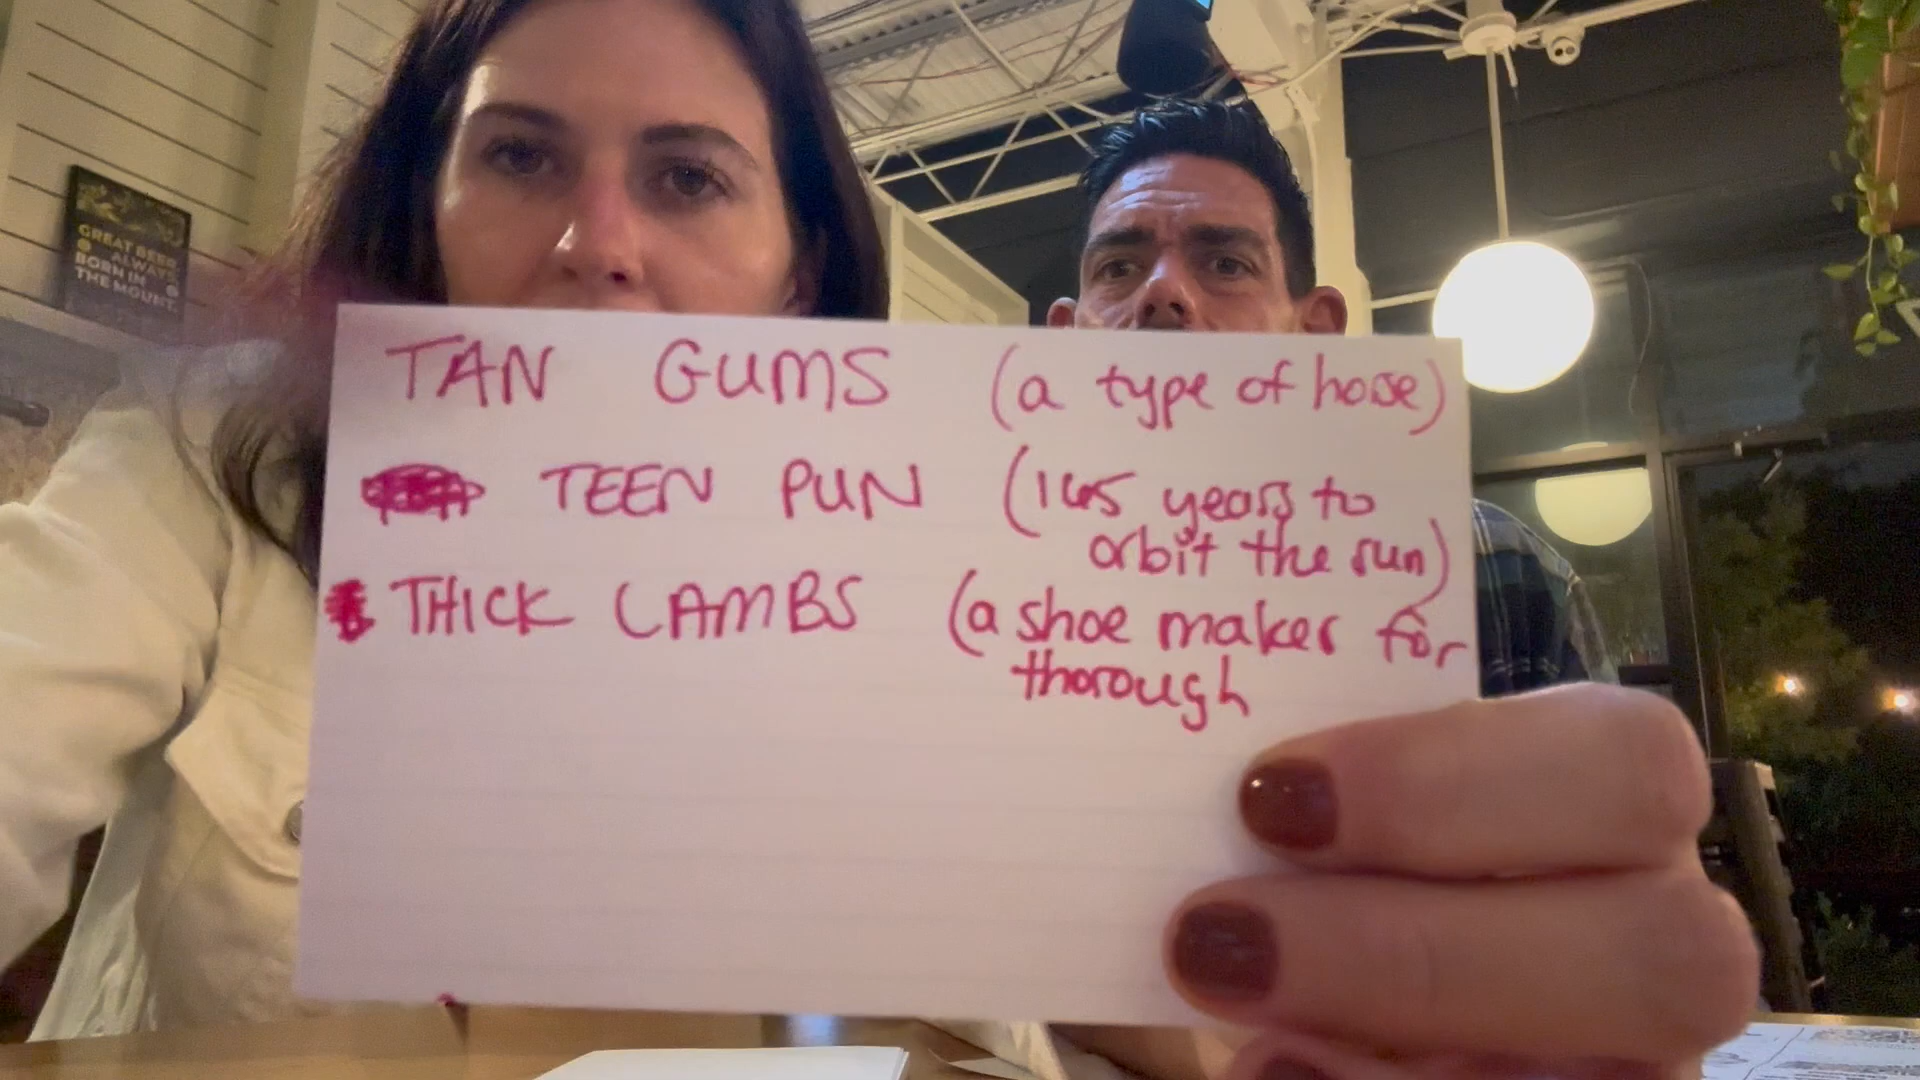 GREAT BEER
ALWAYS
BORN IN
THE MOUNT.
TAN GUMS (a type of horse)
TEEN PUN (165 years to
orbit the sun)
THICK LAMBS (a shoe maker for
thorough